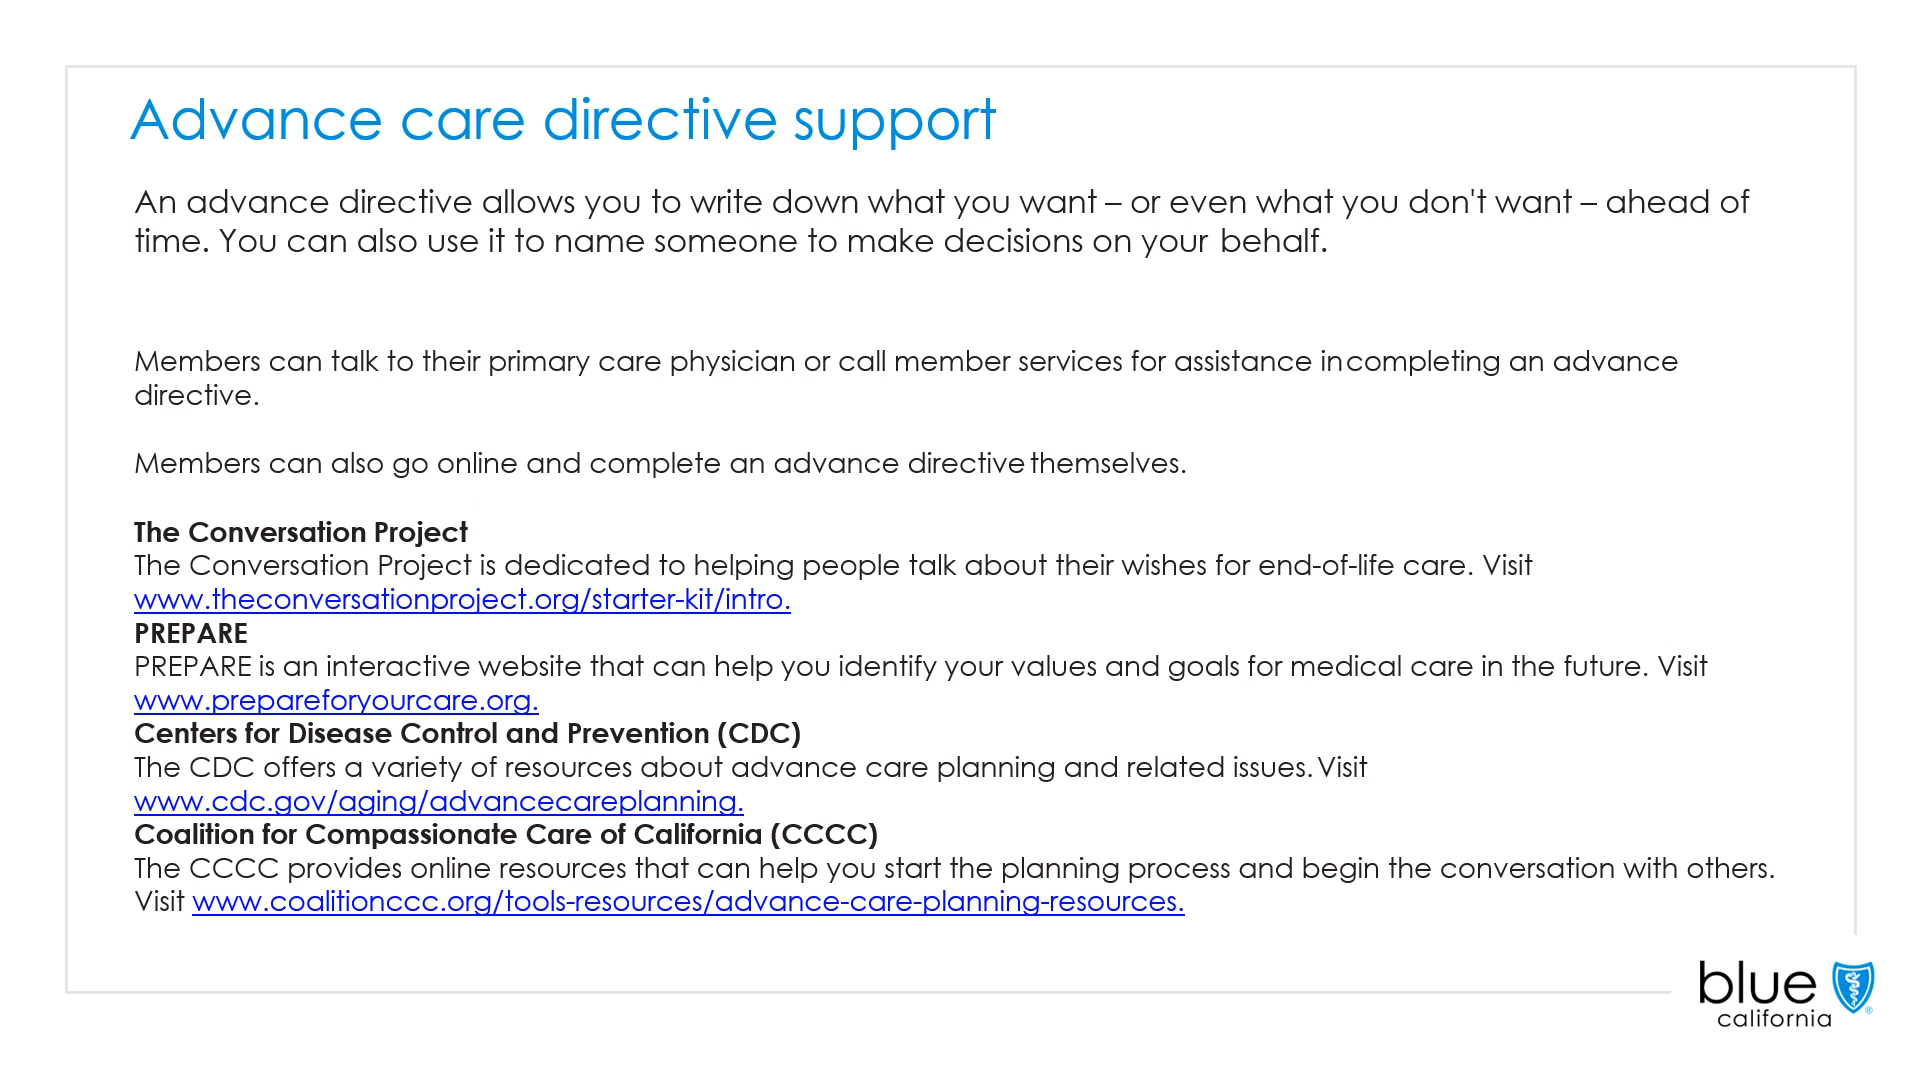 Advance care directive support
An advance directive allows you to write down what you want – or even what you don't want – ahead of
time. You can also use it to name someone to make decisions on your behalf.
Members can talk to their primary care physician or call member services for assistance in completing an advance
directive.
Members can also go online and complete an advance directive themselves.
The Conversation Project
The Conversation Project is dedicated to helping people talk about their wishes for end-of-life care. Visit
www.theconversationproject.org/starter-kit/intro.
PREPARE
PREPARE is an interactive website that can help you identify your values and goals for medical care in the future. Visit
www.prepareforyourcare.org.
Centers for Disease Control and Prevention (CDC)
The CDC offers a variety of resources about advance care planning and related issues. Visit
www.cdc.gov/aging/advancecareplanning.
Coalition for Compassionate Care of California (CCCC)
The CCCC provides online resources that can help you start the planning process and begin the conversation with others.
Visit www.coalitionccc.org/tools-resources/advance-care-planning-resources.
blue
california ®